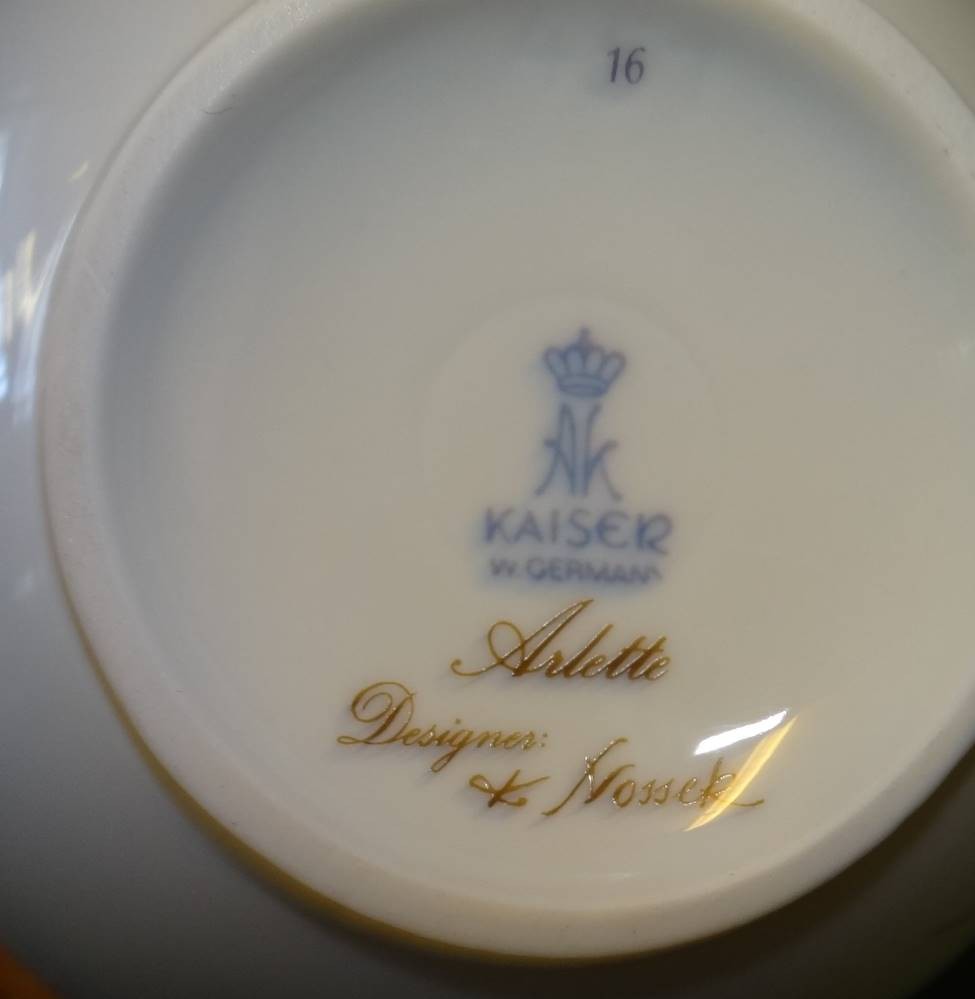 16
AK
KAISER
W. GERMANY
Arlette
Designer:
K Nossek